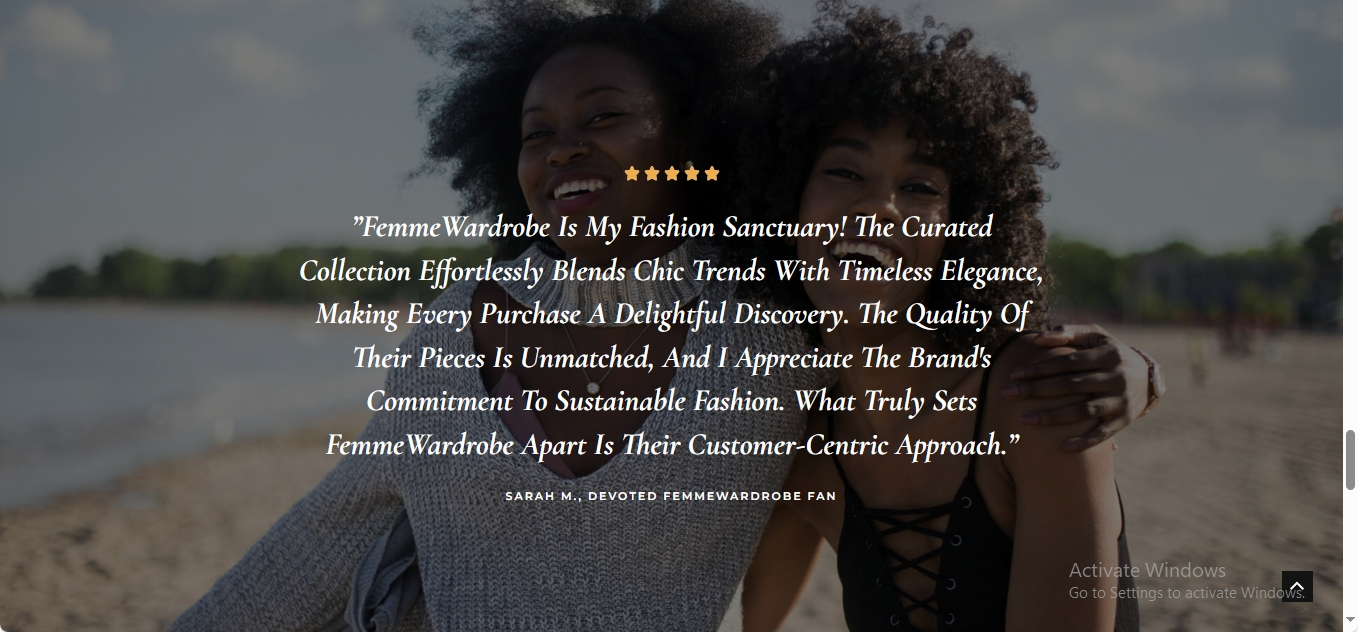 ”FemmeWardrobe Is My Fashion Sanctuary! The Curated
Collection Effortlessly Blends Chic Trends With Timeless Elegance,
Making Every Purchase A Delightful Discovery. The Quality Of
Their Pieces Is Unmatched, And I Appreciate The Brand's
Commitment To Sustainable Fashion. What Truly Sets
FemmeWardrobe Apart Is Their Customer-Centric Approach.”
SARAH M., DEVOTED FEMMEWARDROBE FAN
Activate Windows
Go to Settings to activate Windows.